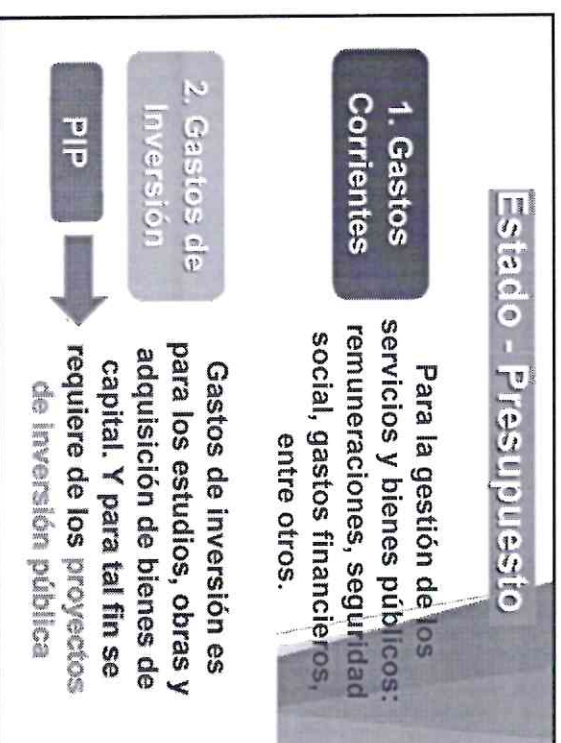 Estado - Presupuesto
1. Gastos
Corrientes
Para la gestión de los
servicios y bienes públicos:
remuneraciones, seguridad
social, gastos financieros,
entre otros.
2. Gastos de
Inversión
Gastos de inversión es
para los estudios, obras y
adquisición de bienes de
capital. Y para tal fin se
requiere de los proyectos
de inversión pública
PIP